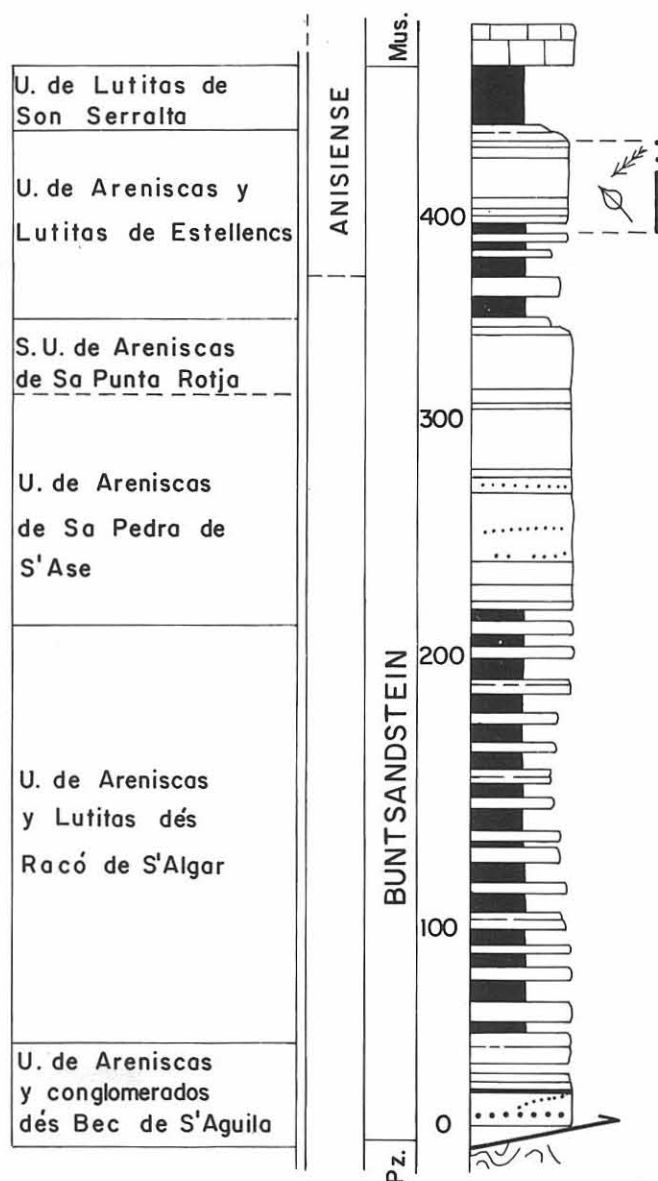 U. de Lutitas de
Son Serralta
U. de Areniscas y
Lutitas de Estellencs
S.U. de Areniscas
de Sa Punta Rotja
U. de Areniscas
de Sa Pedra de
S'Ase
U. de Areniscas
y Lutitas dés
Racó de S'Algar
U. de Areniscas
y conglomerados
dés Bec de S'Aguila
ANISIENSE
Mus.
BUNTSANDSTEIN
Pz.
400
300
200
100
0